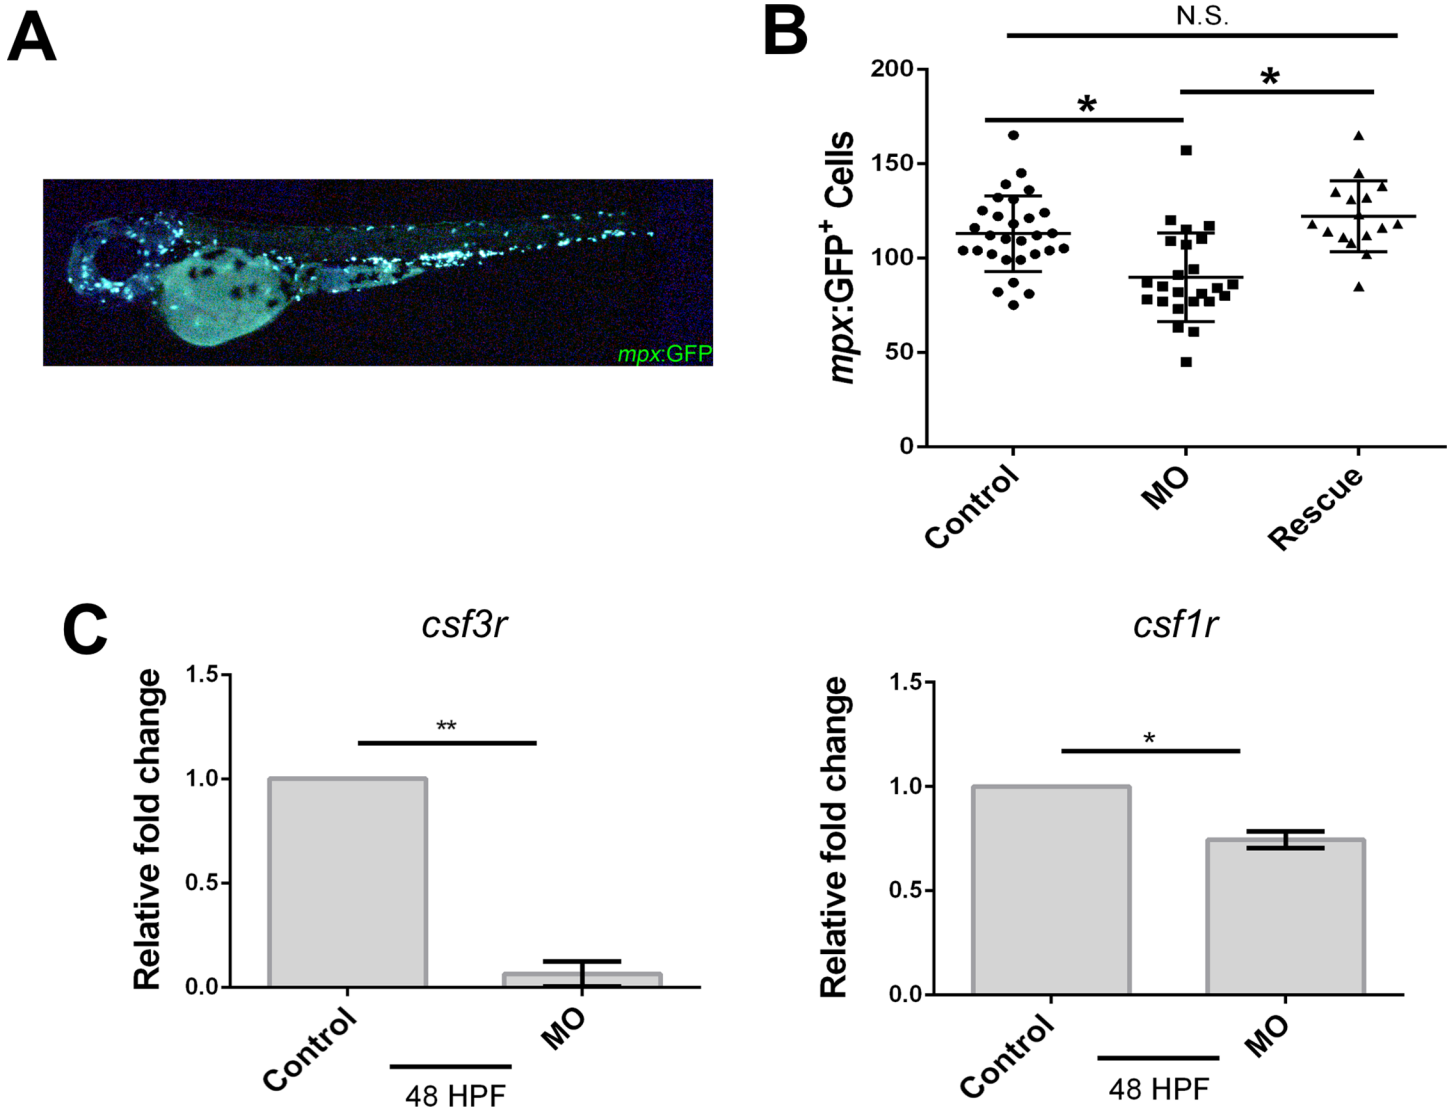 A
mpx:GFP
B
N.S.
*
*
mpx:GFP+ Cells
200
150
100
50
0
Control
MO
Rescue
C
csf3r
Relative fold change
1.5
1.0
0.5
0.0
**
Control
MO
48 HPF
csf1r
Relative fold change
1.5
1.0
0.5
0.0
*
Control
MO
48 HPF